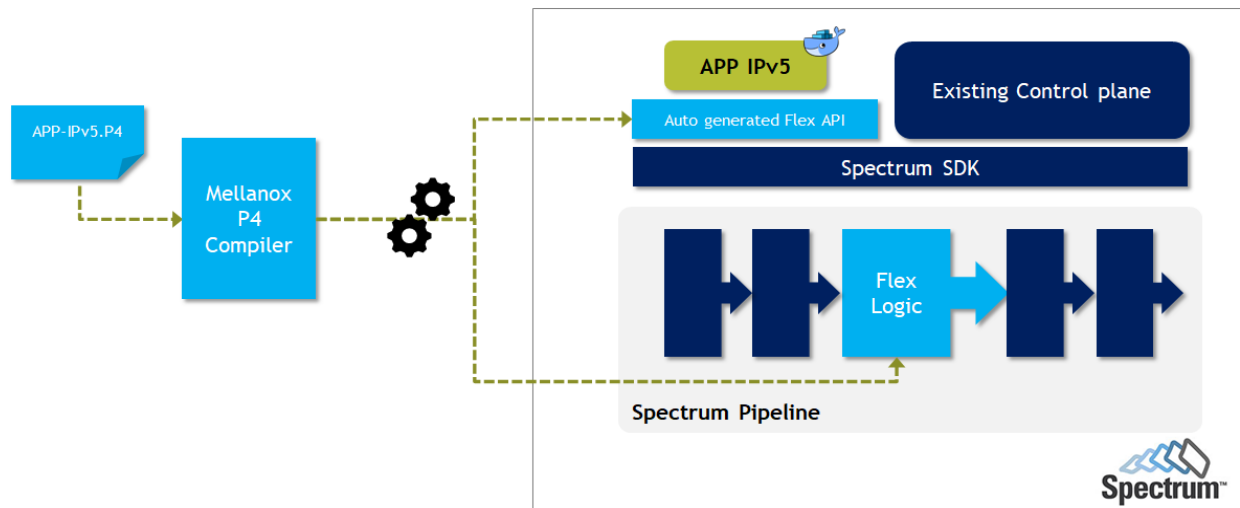 APP IPv5
Existing Control plane
APP-IPv5.P4
Auto generated Flex API
Mellanox
P4
Compiler
Spectrum SDK
Flex
Logic
Spectrum Pipeline
Spectrum™